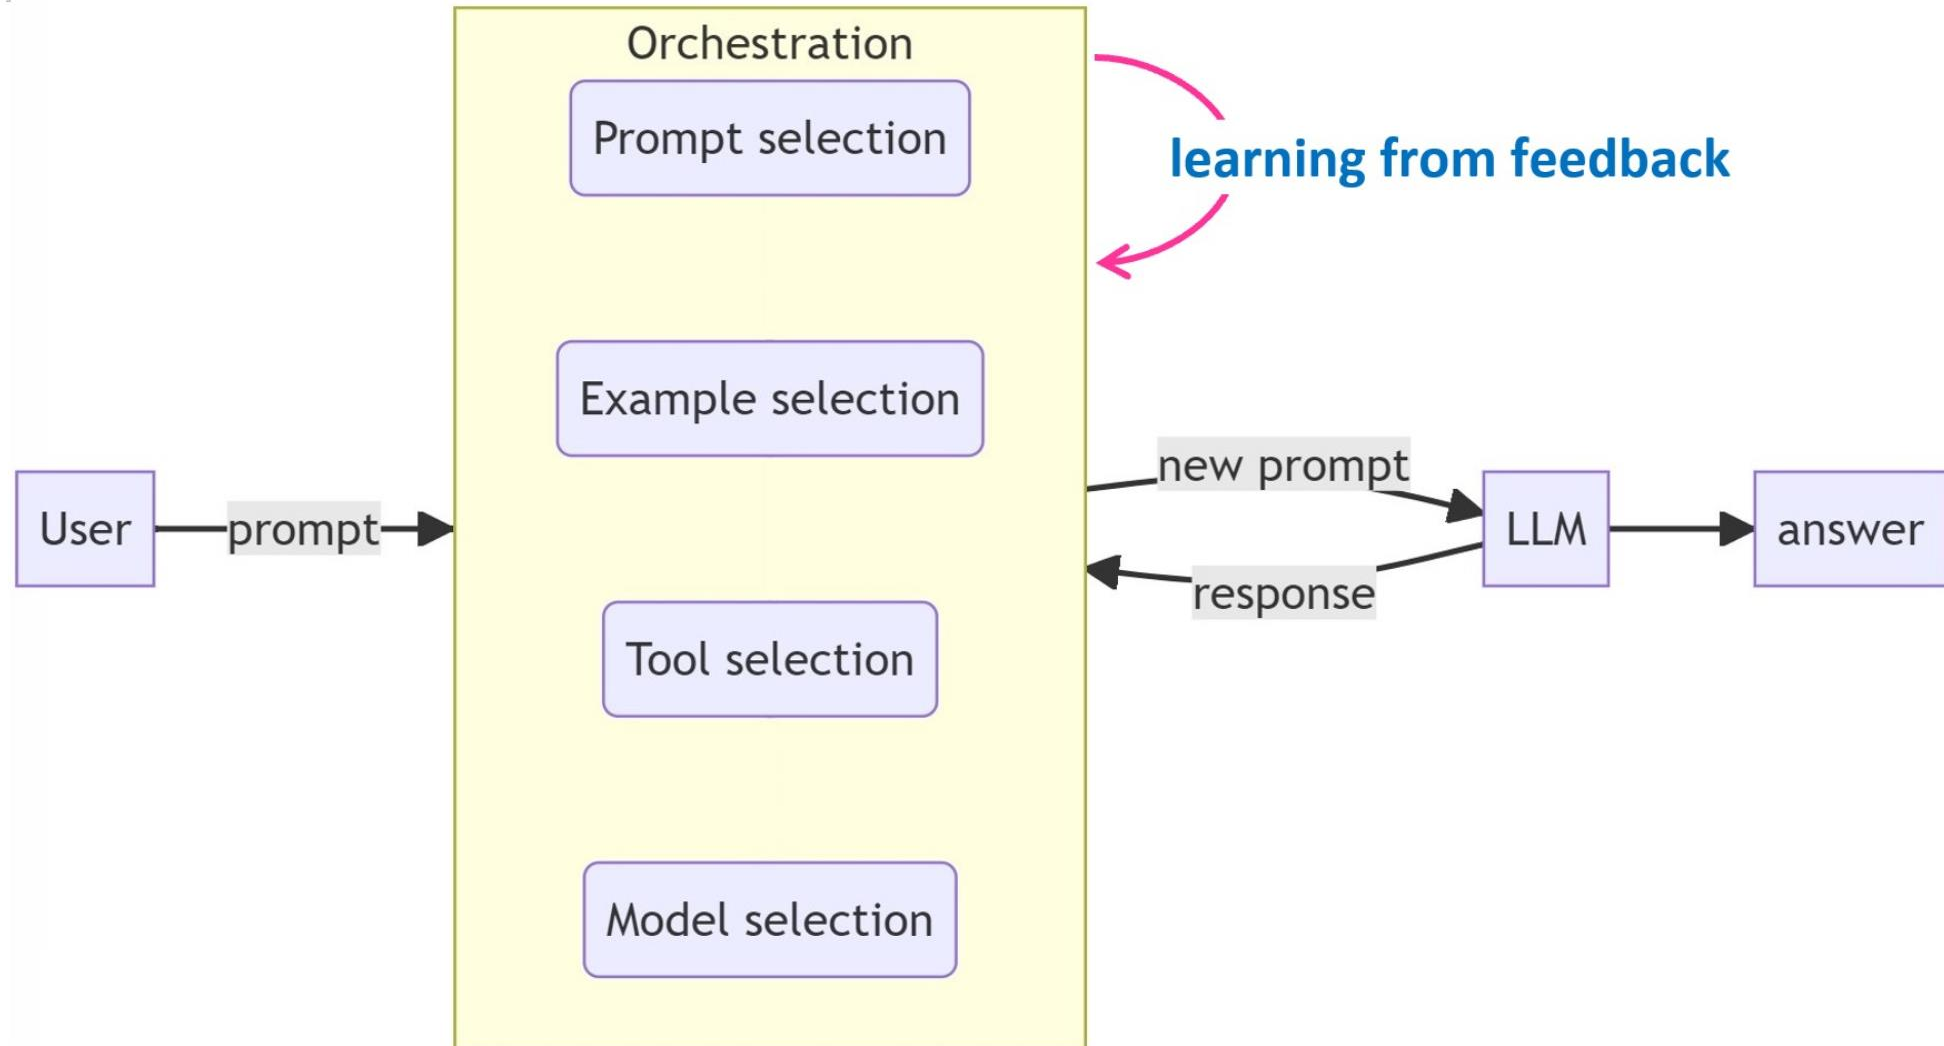 Orchestration
Prompt selection
learning from feedback
Example selection
new prompt
User
prompt
LLM
answer
response
Tool selection
Model selection